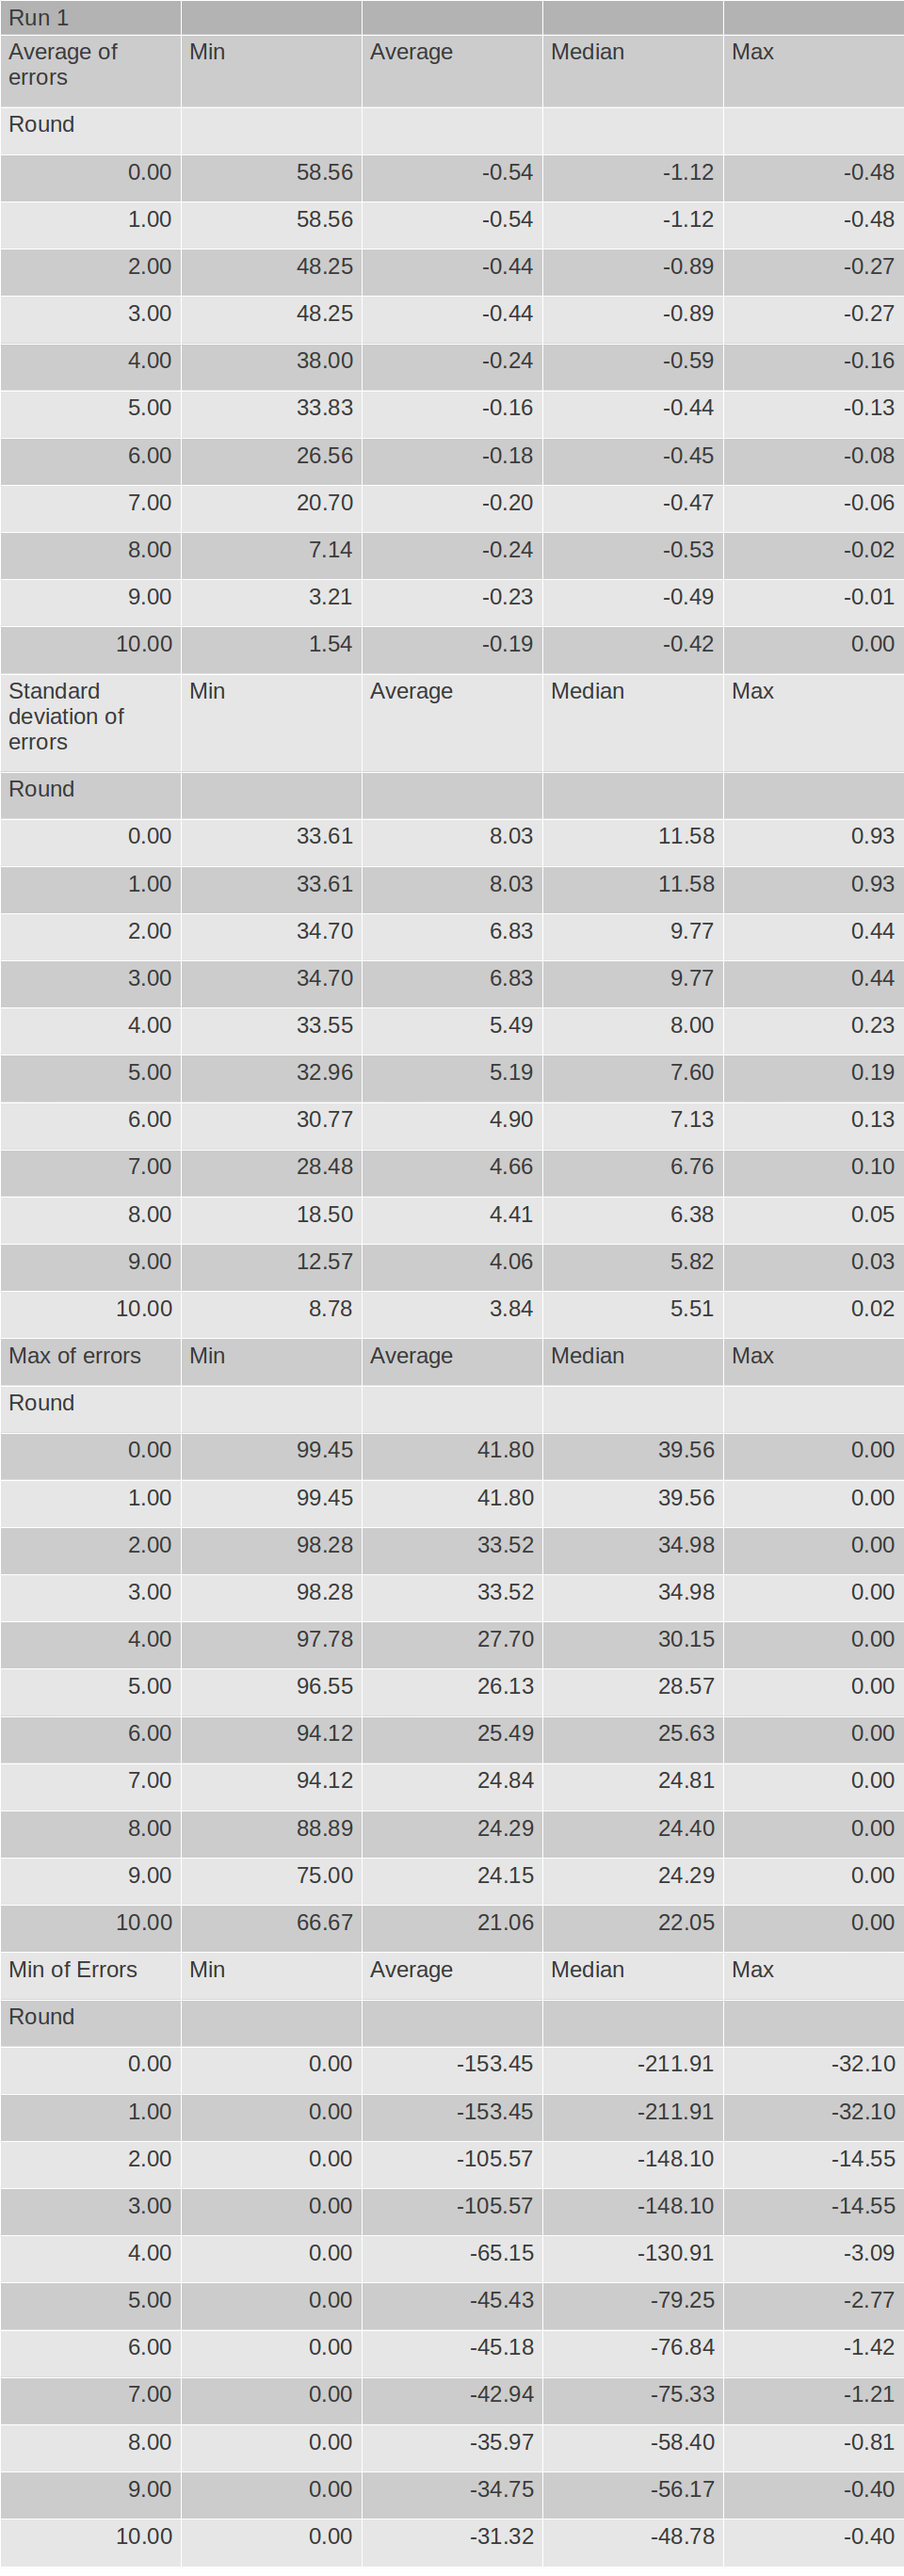 Run 1
Average of errors Min Average Median Max
Round
0.00 58.56 -0.54 -1.12 -0.48
1.00 58.56 -0.54 -1.12 -0.48
2.00 48.25 -0.44 -0.89 -0.27
3.00 48.25 -0.44 -0.89 -0.27
4.00 38.00 -0.24 -0.59 -0.16
5.00 33.83 -0.16 -0.44 -0.13
6.00 26.56 -0.18 -0.45 -0.08
7.00 20.70 -0.20 -0.47 -0.06
8.00 7.14 -0.24 -0.53 -0.02
9.00 3.21 -0.23 -0.49 -0.01
10.00 1.54 -0.19 -0.42 0.00
Standard deviation of errors Min Average Median Max
Round
0.00 33.61 8.03 11.58 0.93
1.00 33.61 8.03 11.58 0.93
2.00 34.70 6.83 9.77 0.44
3.00 34.70 6.83 9.77 0.44
4.00 33.55 5.49 8.00 0.23
5.00 32.96 5.19 7.60 0.19
6.00 30.77 4.90 7.13 0.13
7.00 28.48 4.66 6.76 0.10
8.00 18.50 4.41 6.38 0.05
9.00 12.57 4.06 5.82 0.03
10.00 8.78 3.84 5.51 0.02
Max of errors Min Average Median Max
Round
0.00 99.45 41.80 39.56 0.00
1.00 99.45 41.80 39.56 0.00
2.00 98.28 33.52 34.98 0.00
3.00 98.28 33.52 34.98 0.00
4.00 97.78 27.70 30.15 0.00
5.00 96.55 26.13 28.57 0.00
6.00 94.12 25.49 25.63 0.00
7.00 94.12 24.84 24.81 0.00
8.00 88.89 24.29 24.40 0.00
9.00 75.00 24.15 24.29 0.00
10.00 66.67 21.06 22.05 0.00
Min of Errors Min Average Median Max
Round
0.00 0.00 -153.45 -211.91 -32.10
1.00 0.00 -153.45 -211.91 -32.10
2.00 0.00 -105.57 -148.10 -14.55
3.00 0.00 -105.57 -148.10 -14.55
4.00 0.00 -65.15 -130.91 -3.09
5.00 0.00 -45.43 -79.25 -2.77
6.00 0.00 -45.18 -76.84 -1.42
7.00 0.00 -42.94 -75.33 -1.21
8.00 0.00 -35.97 -58.40 -0.81
9.00 0.00 -34.75 -56.17 -0.40
10.00 0.00 -31.32 -48.78 -0.40